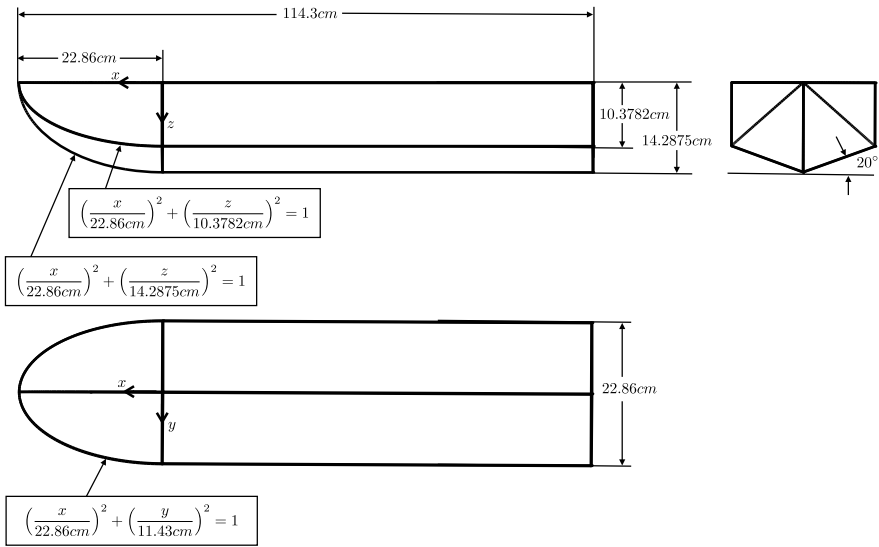 114.3cm
22.86cm
x
z
10.3782cm
14.2875cm
20°
(x/22.86cm)² + (z/10.3782cm)² = 1
(x/22.86cm)² + (z/14.2875cm)² = 1
x
y
22.86cm
(x/22.86cm)² + (y/11.43cm)² = 1